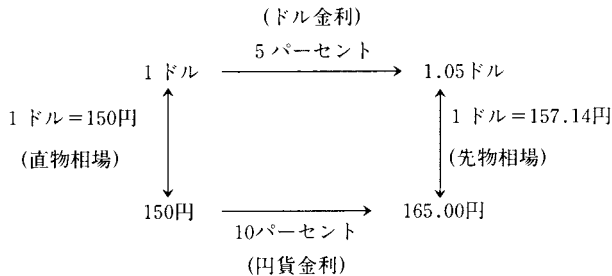 (ドル金利)
5パーセント
1ドル
1.05ドル
1ドル=150円
(直物相場)
1ドル=157.14円
(先物相場)
150円
165.00円
10パーセント
(円貨金利)